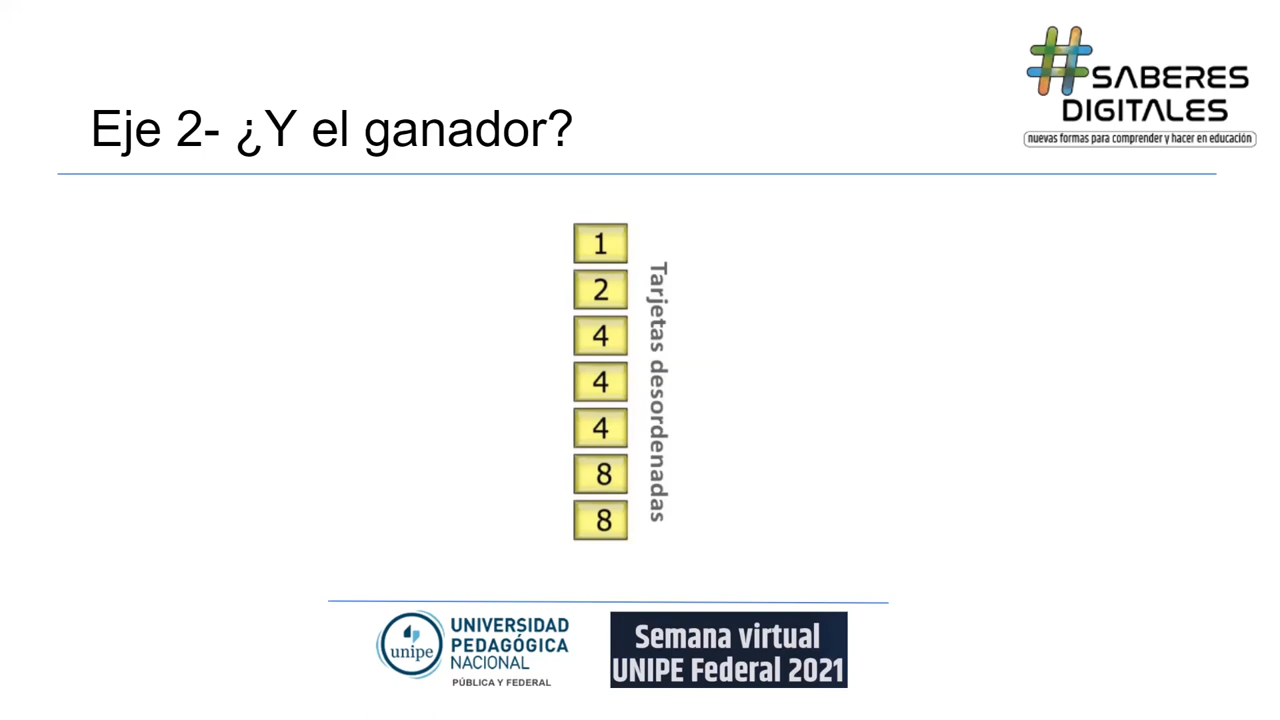 #SABERES
DIGITALES
nuevas formas para comprender y hacer en educación
Eje 2- ¿Y el ganador?
1
2
4
4
4
8
8
Tarjetas desordenadas
unipe
UNIVERSIDAD
PEDAGÓGICA
NACIONAL
PÚBLICA Y FEDERAL
Semana virtual
UNIPE Federal 2021